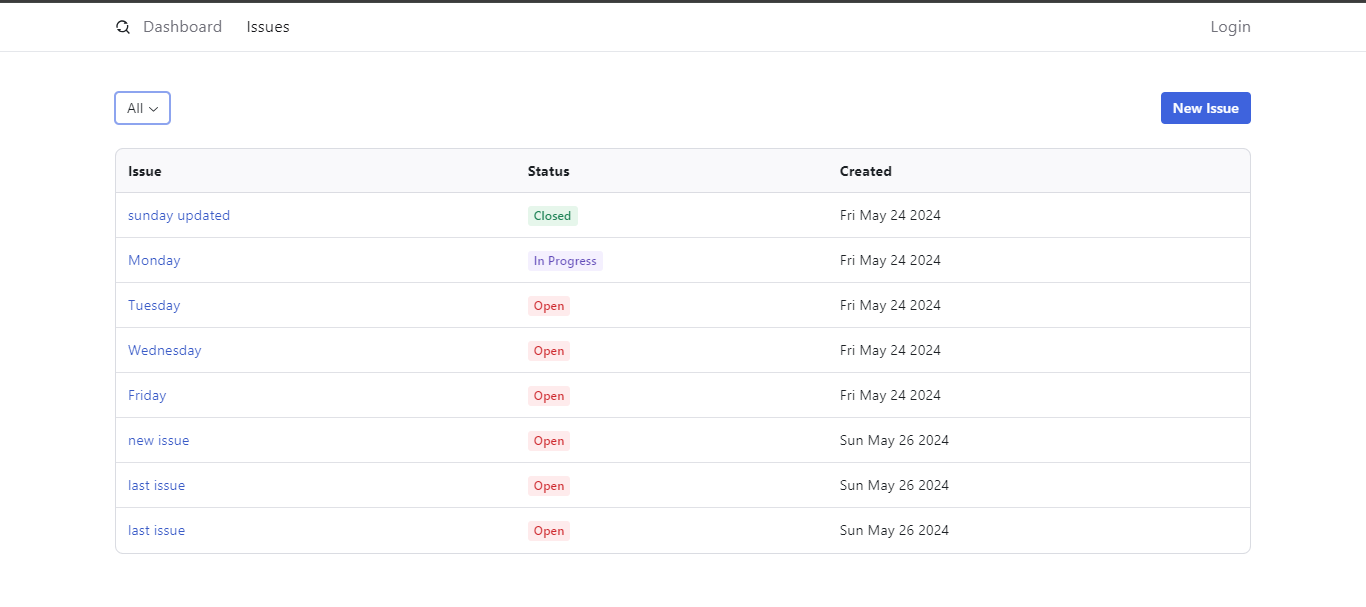 Dashboard Issues Login
All New Issue
Issue Status Created
sunday updated Closed Fri May 24 2024
Monday In Progress Fri May 24 2024
Tuesday Open Fri May 24 2024
Wednesday Open Fri May 24 2024
Friday Open Fri May 24 2024
new issue Open Sun May 26 2024
last issue Open Sun May 26 2024
last issue Open Sun May 26 2024